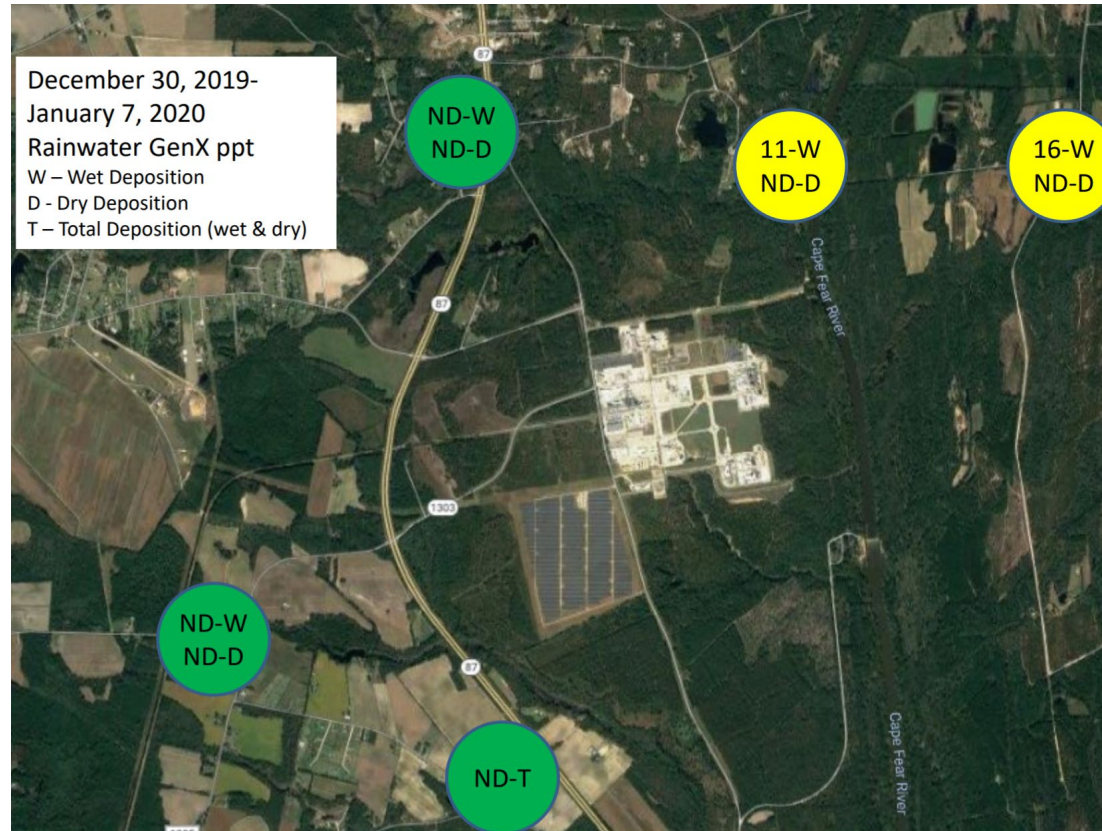 December 30, 2019-
January 7, 2020
Rainwater GenX ppt
W – Wet Deposition
D - Dry Deposition
T – Total Deposition (wet & dry)
87
ND-W
ND-D
11-W
ND-D
16-W
ND-D
Cape Fear River
87
1303
ND-W
ND-D
87
ND-T
Cape Fear River